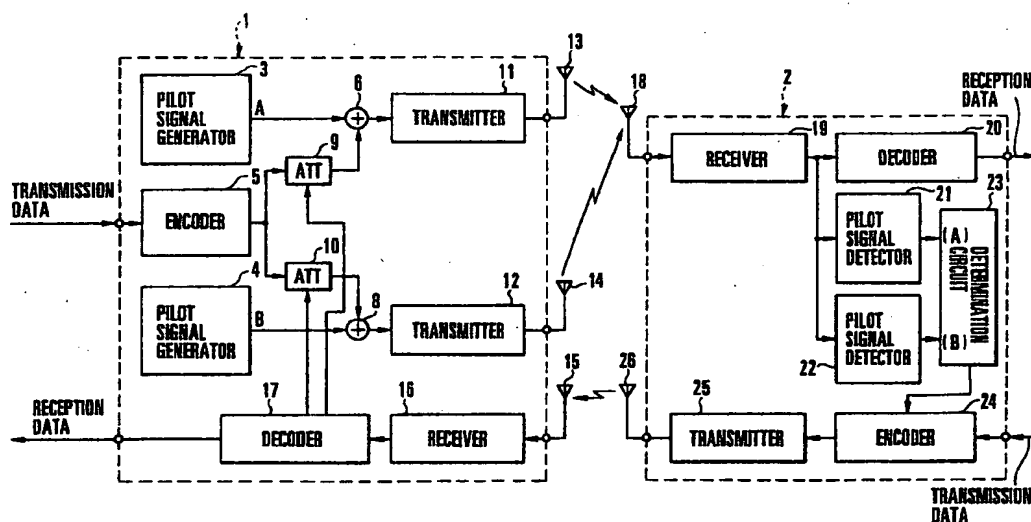 1
3
PILOT
SIGNAL
GENERATOR
A
6
11
TRANSMITTER
13
18
2
19
RECEIVER
20
DECODER
RECEPTION
DATA
9
ATT
TRANSMISSION
DATA
5
ENCODER
10
ATT
4
PILOT
SIGNAL
GENERATOR
B
8
12
TRANSMITTER
14
21
PILOT
SIGNAL
DETECTOR
(A)
23
DETERMINATION
CIRCUIT
PILOT
SIGNAL
DETECTOR
(B)
22
RECEPTION
DATA
17
DECODER
16
RECEIVER
15
26
25
TRANSMITTER
24
ENCODER
TRANSMISSION
DATA